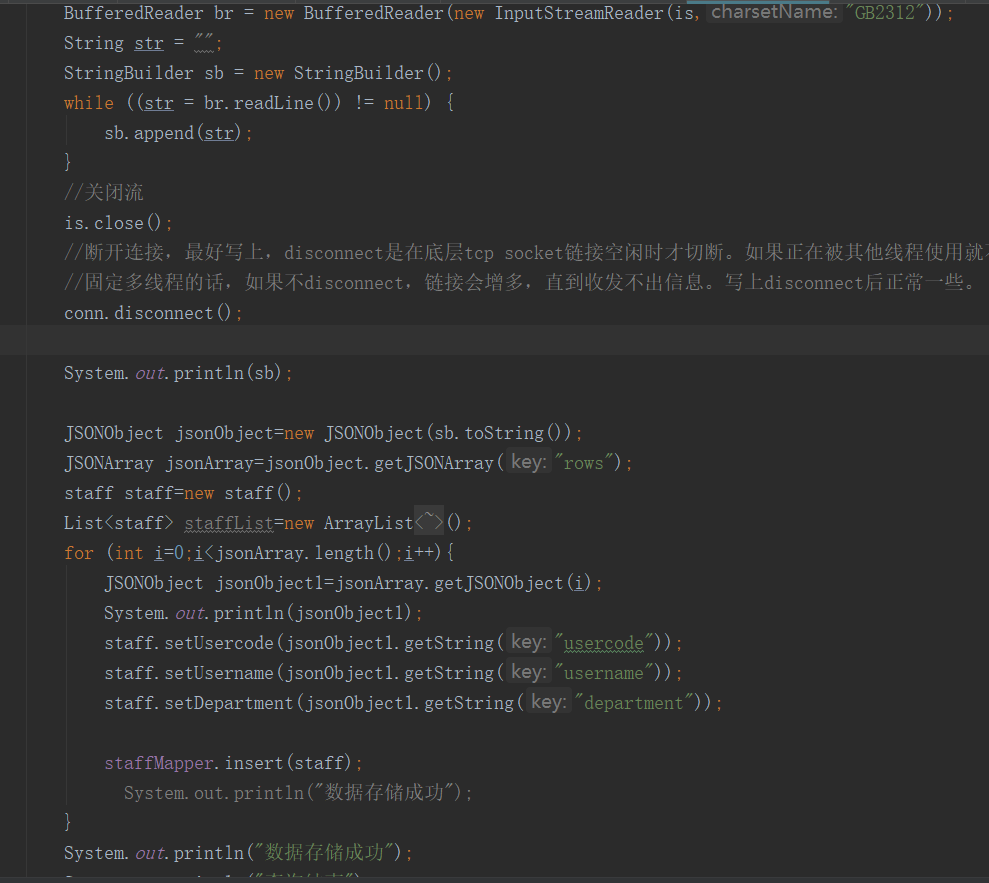 BufferedReader br = new BufferedReader(new InputStreamReader(is, charsetName: "GB2312"));
String str = "";
StringBuilder sb = new StringBuilder();
while ((str = br.readLine()) != null) {
sb.append(str);
}
//关闭流
is.close();
//断开连接，最好写上，disconnect是在底层tcp socket链接空闲时才切断。如果正在被其他线程使用就
//固定多线程的话，如果不disconnect，链接会增多，直到收发不出信息。写上disconnect后正常一些。
conn.disconnect();
System.out.println(sb);
JSONObject jsonObject=new JSONObject(sb.toString());
JSONArray jsonArray=jsonObject.getJSONArray( key: "rows");
staff staff=new staff();
List<staff> staffList=new ArrayList<~>();
for (int i=0;i<jsonArray.length();i++){
JSONObject jsonObject1=jsonArray.getJSONObject(i);
System.out.println(jsonObject1);
staff.setUsercode(jsonObject1.getString( key: "usercode"));
staff.setUsername(jsonObject1.getString( key: "username"));
staff.setDepartment(jsonObject1.getString( key: "department"));
staffMapper.insert(staff);
System.out.println("数据存储成功");
}
System.out.println("数据存储成功");